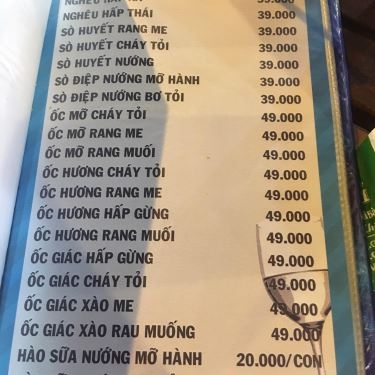 NGHÊU HẤP THÁI 39.000
SÒ HUYẾT RANG ME 39.000
SÒ HUYẾT CHÁY TỎI 39.000
SÒ HUYẾT NƯỚNG 39.000
SÒ ĐIỆP NƯỚNG MỠ HÀNH 39.000
SÒ ĐIỆP NƯỚNG BƠ TỎI 39.000
ỐC MỠ CHÁY TỎI 49.000
ỐC MỠ RANG ME 49.000
ỐC MỠ RANG MUỐI 49.000
ỐC HƯƠNG CHÁY TỎI 49.000
ỐC HƯƠNG RANG ME 49.000
ỐC HƯƠNG HẤP GỪNG 49.000
ỐC HƯƠNG RANG MUỐI 49.000
ỐC GIÁC HẤP GỪNG 49.000
ỐC GIÁC CHÁY TỎI 49.000
ỐC GIÁC XÀO ME 49.000
ỐC GIÁC XÀO RAU MUỐNG 49.000
HÀO SỮA NƯỚNG MỠ HÀNH 20.000/CON